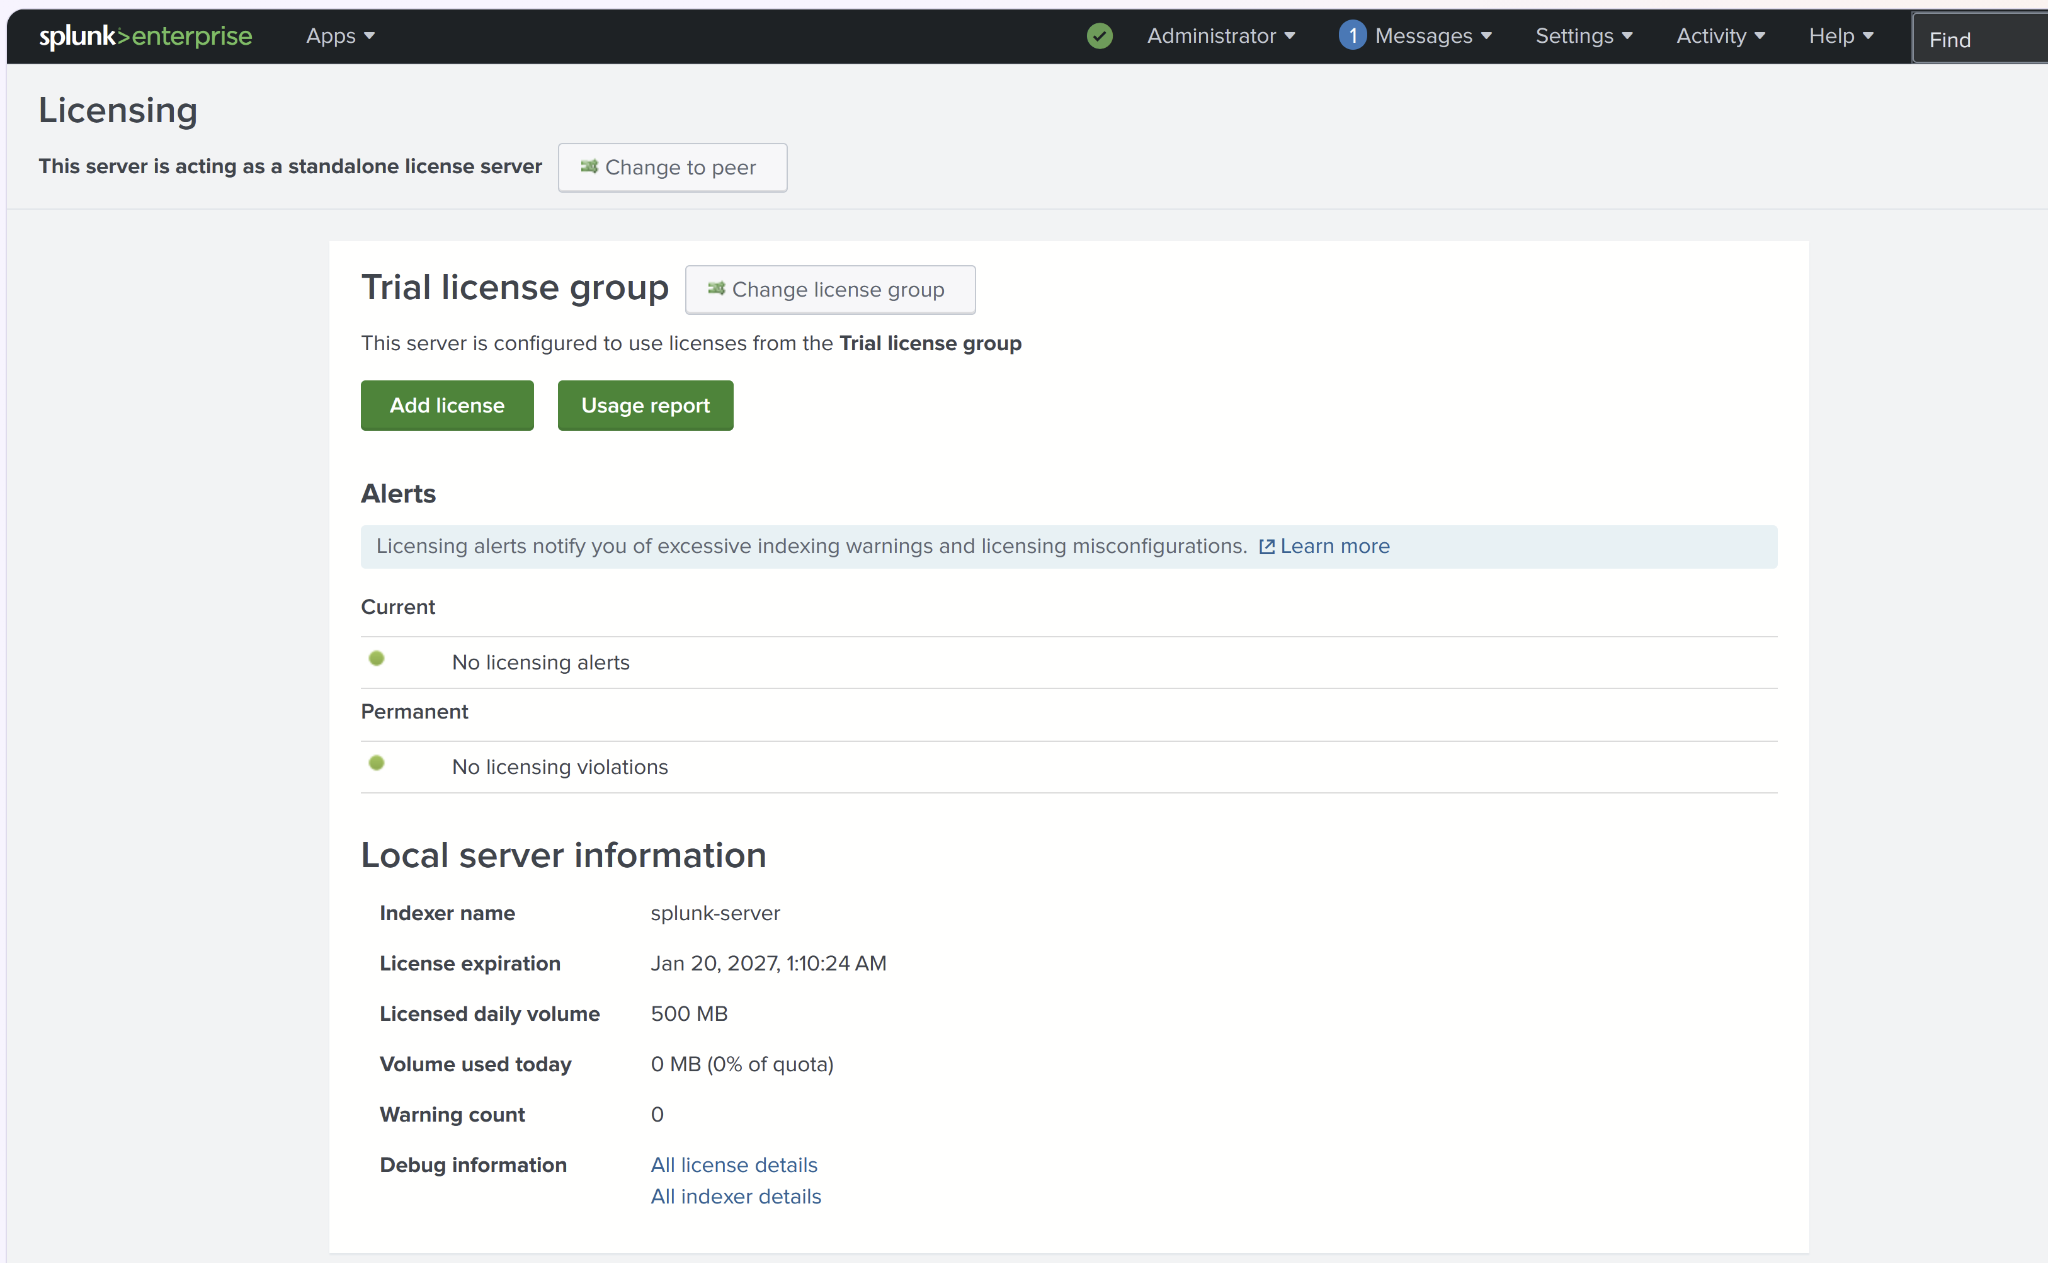 splunk>enterprise Apps Administrator 1 Messages Settings Activity Help Find
Licensing
This server is acting as a standalone license server Change to peer
Trial license group Change license group
This server is configured to use licenses from the Trial license group
Add license Usage report
Alerts
Licensing alerts notify you of excessive indexing warnings and licensing misconfigurations. Learn more
Current
No licensing alerts
Permanent
No licensing violations
Local server information
Indexer name splunk-server
License expiration Jan 20, 2027, 1:10:24 AM
Licensed daily volume 500 MB
Volume used today 0 MB (0% of quota)
Warning count 0
Debug information All license details
All indexer details